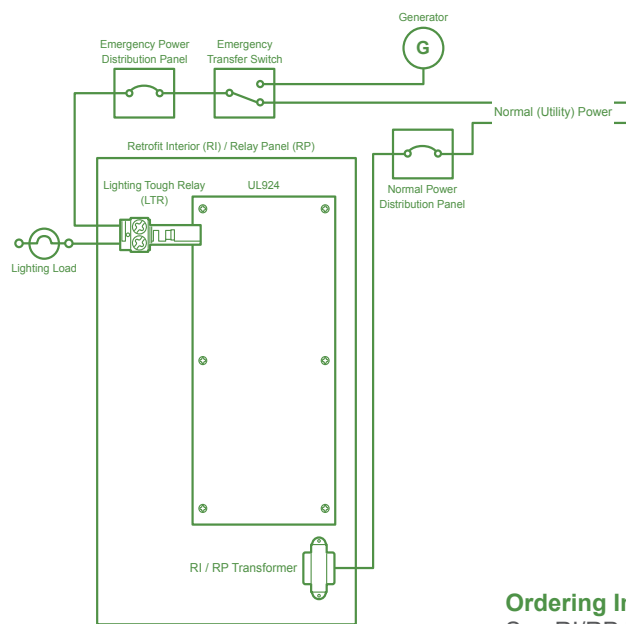 Generator
G
Emergency Power
Distribution Panel
Emergency
Transfer Switch
Normal (Utility) Power
Retrofit Interior (RI) / Relay Panel (RP)
Normal Power
Distribution Panel
Lighting Tough Relay
(LTR)
UL924
Lighting Load
RI / RP Transformer
Ordering